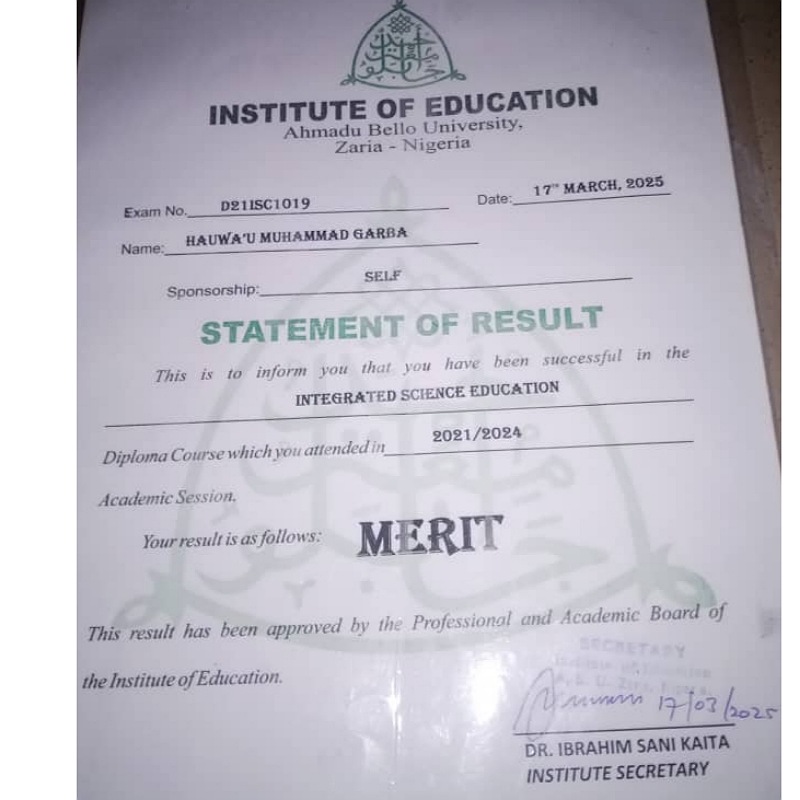 INSTITUTE OF EDUCATION
Ahmadu Bello University,
Zaria - Nigeria
Exam No. D21ISC1019 Date: 17TH MARCH, 2025
Name: HAUWA'U MUHAMMAD GARBA
Sponsorship: SELF
STATEMENT OF RESULT
This is to inform you that you have been successful in the
INTEGRATED SCIENCE EDUCATION
Diploma Course which you attended in 2021/2024
Academic Session.
Your result is as follows: MERIT
This result has been approved by the Professional and Academic Board of
the Institute of Education.
SECRETARY
Institute of Education
A. B. U. Zaria
17/03/2025
DR. IBRAHIM SANI KAITA
INSTITUTE SECRETARY